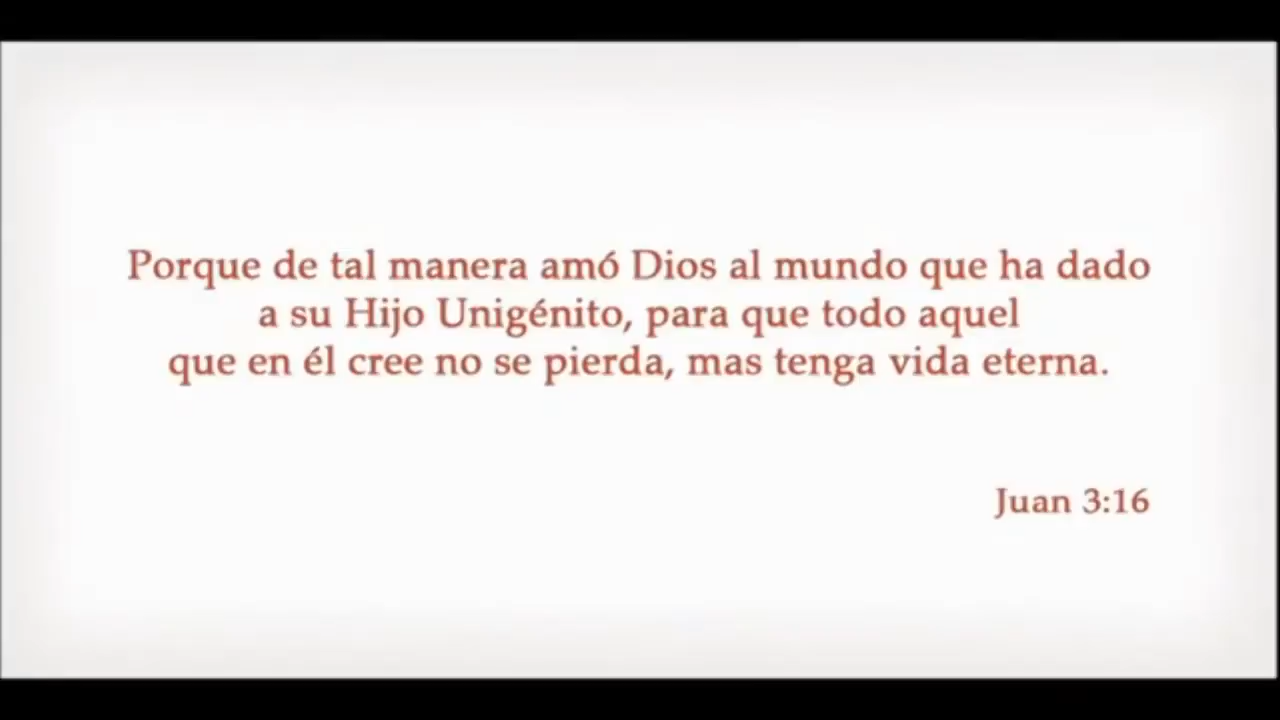 Porque de tal manera amó Dios al mundo que ha dado
a su Hijo Unigénito, para que todo aquel
que en él cree no se pierda, mas tenga vida eterna.
Juan 3:16